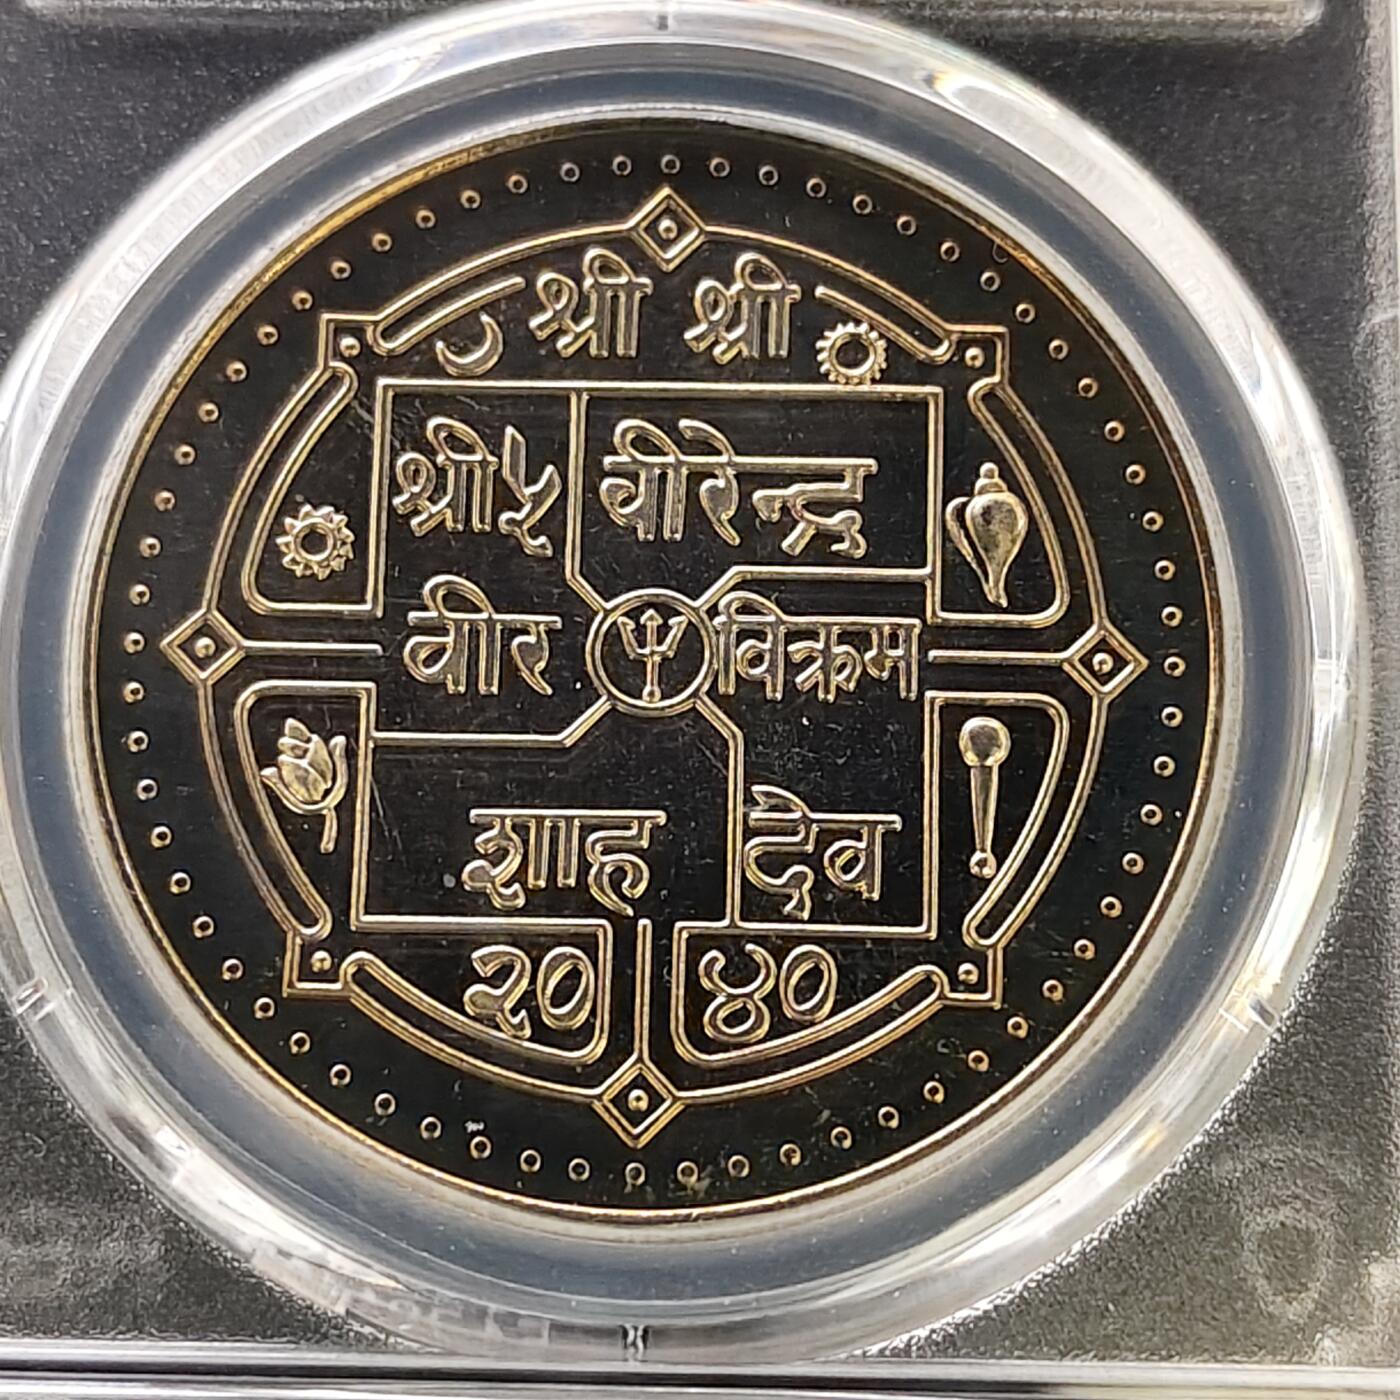 श्री श्री
श्री ५ वीरेन्द्र
वीर विक्रम
शाह देव
२० ४०